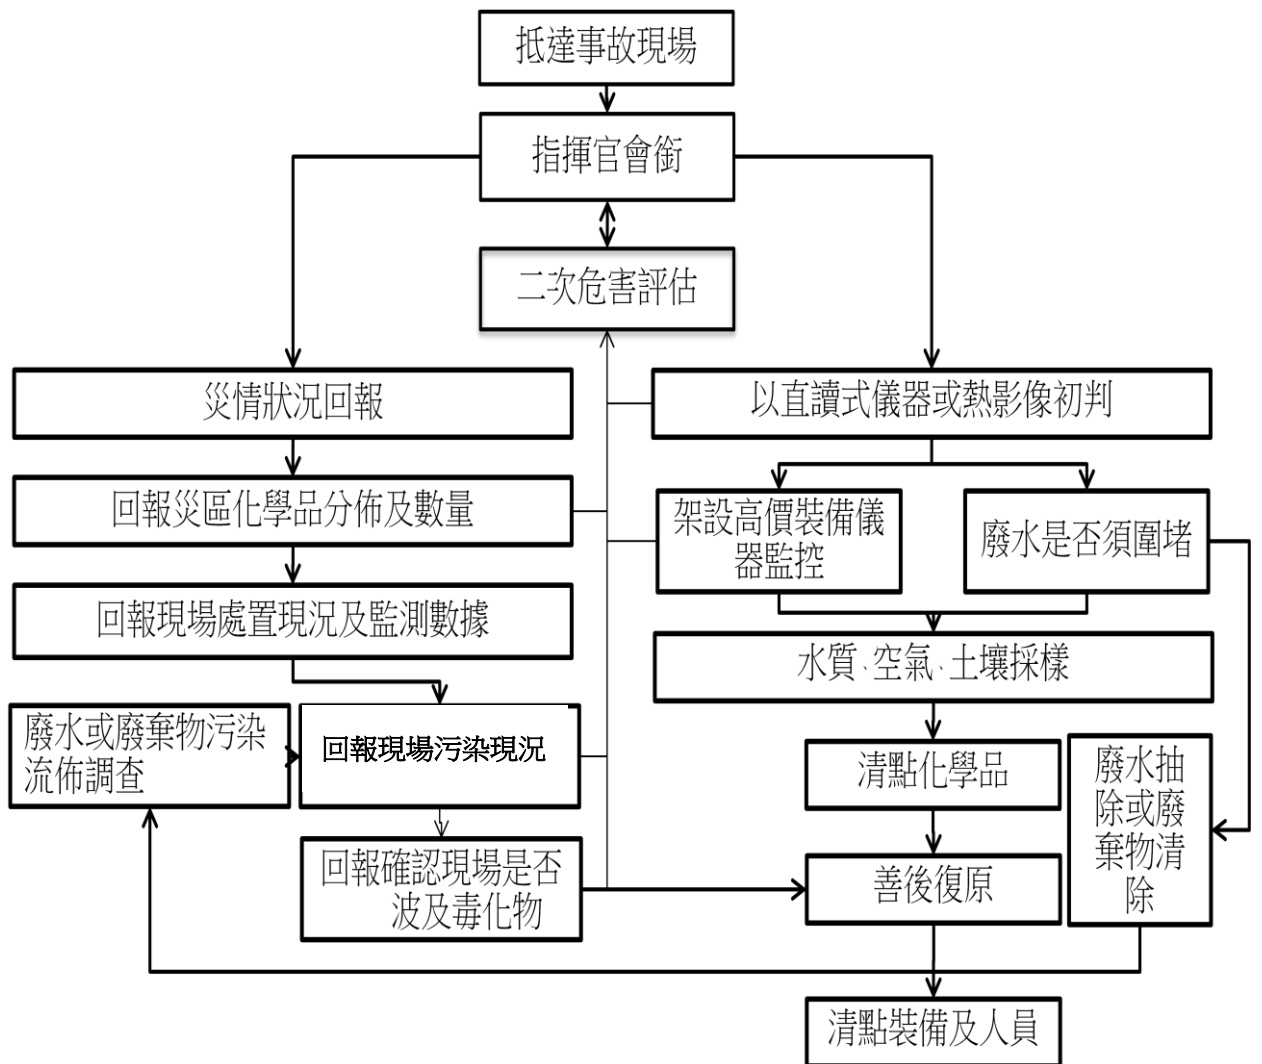 抵達事故現場
指揮官會銜
二次危害評估
災情狀況回報
以直讀式儀器或熱影像初判
回報災區化學品分佈及數量
架設高價裝備儀
器監控
廢水是否須圍堵
回報現場處置現況及監測數據
水質、空氣、土壤採樣
廢水或廢棄物污染
流佈調查
回報現場污染現況
清點化學品
廢水抽
除或廢
棄物清
除
回報確認現場是否
波及毒化物
善後復原
清點裝備及人員